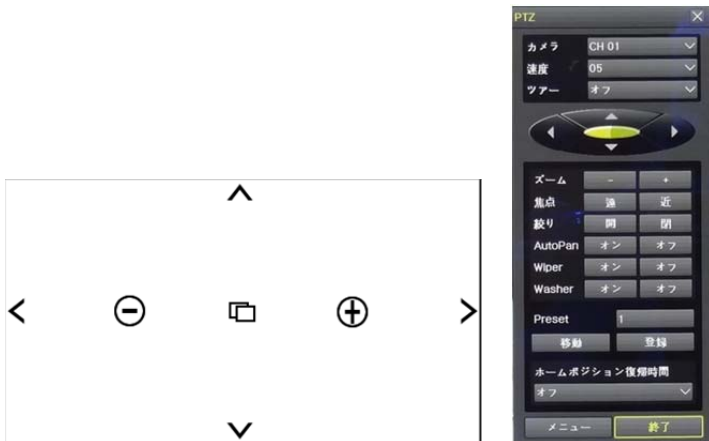 PTZ
カメラ CH 01
速度 05
ツアー オフ
ズーム - +
焦点 遠 近
絞り 開 閉
AutoPan オン オフ
Wiper オン オフ
Washer オン オフ
Preset 1
移動 登録
ホームポジション復帰時間
オフ
メニュー 終了